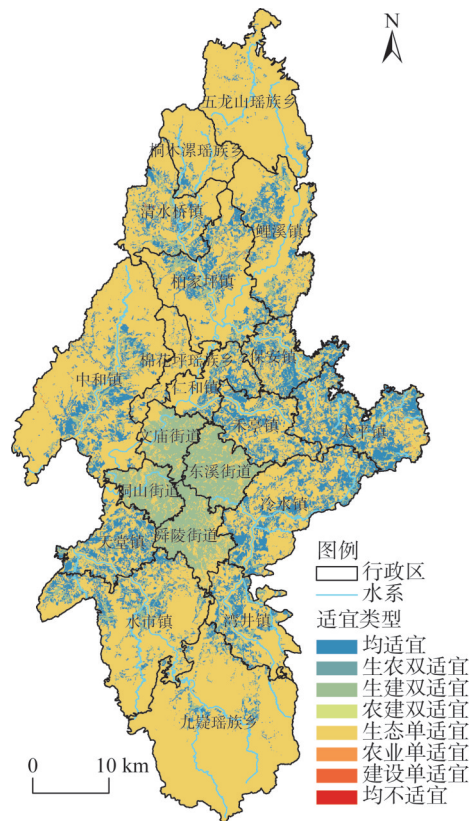 N
五龙山瑶族乡
桐木漯瑶族乡
清水桥镇
鲤溪镇
柏家坪镇
棉花坪瑶族乡
保安镇
中和镇
仁和镇
禾亭镇
太平镇
文庙街道
东溪街道
桐山街道
冷水镇
舜陵街道
天堂镇
水市镇
湾井镇
九疑瑶族乡
图例
行政区
水系
适宜类型
均适宜
生农双适宜
生建双适宜
农建双适宜
生态单适宜
农业单适宜
建设单适宜
均不适宜
0 10 km